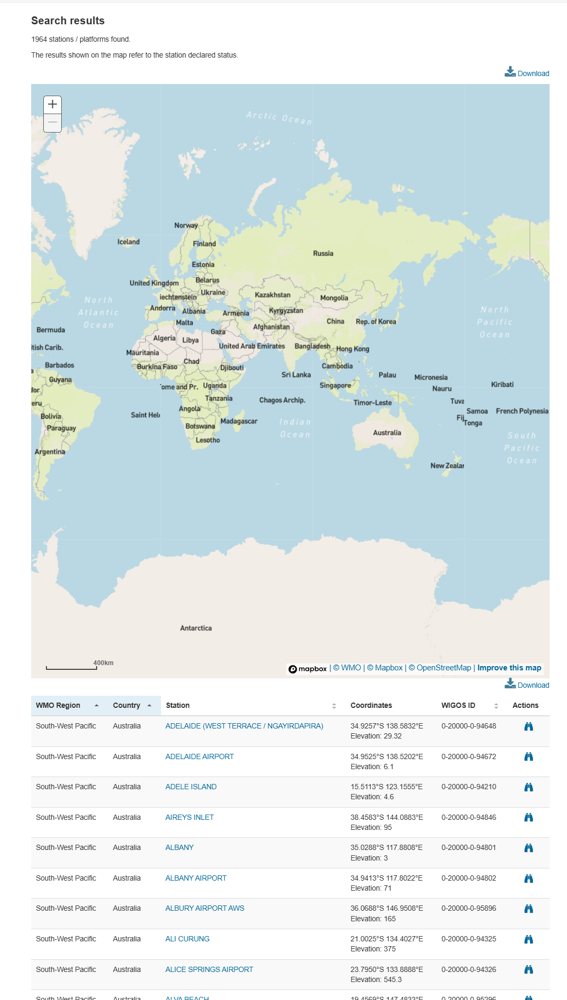 Search results
1964 stations / platforms found.
The results shown on the map refer to the station declared status.
Download
+
−
Arctic Ocean
Norway
Iceland
Finland
Russia
Estonia
United Kingdom
Belarus
Ukraine
iechtenstein
Kazakhstan
Mongolia
North
Atlantic
Ocean
Andorra
Albania
Armenia
Kyrgyzstan
North
Pacific
Ocean
Malta
China
Rep. of Korea
Bermuda
Gaza
Afghanistan
Algeria
Libya
itish Carib.
United Arab Emirates
Bangladesh
Hong Kong
Mauritania
Barbados
Burkina Faso
Chad
Djibouti
Cambodia
a
Guyana
Sri Lanka
Palau
Micronesia
dor
ome and Pr.
Uganda
Singapore
Nauru
Kiribati
eru
Tanzania
Chagos Archip.
Timor-Leste
Tuva
Bolivia
Saint Hel
Angola
Samoa
French Polynesia
Paraguay
Botswana
Madagascar
Indian
Ocean
Fij
Tonga
Argentina
Lesotho
Australia
South
Pacific
Ocean
New Zealan
Antarctica
400km
mapbox | © WMO | © Mapbox | © OpenStreetMap | Improve this map
Download
WMO Region Country Station Coordinates WIGOS ID Actions
South-West Pacific Australia ADELAIDE (WEST TERRACE / NGAYIRDAPIRA) 34.9257°S 138.5832°E 0-20000-0-94648
Elevation: 29.32
South-West Pacific Australia ADELAIDE AIRPORT 34.9525°S 138.5202°E 0-20000-0-94672
Elevation: 6.1
South-West Pacific Australia ADELE ISLAND 15.5113°S 123.1555°E 0-20000-0-94210
Elevation: 4.6
South-West Pacific Australia AIREYS INLET 38.4583°S 144.0883°E 0-20000-0-94846
Elevation: 95
South-West Pacific Australia ALBANY 35.0288°S 117.8808°E 0-20000-0-94801
Elevation: 3
South-West Pacific Australia ALBANY AIRPORT 34.9413°S 117.8022°E 0-20000-0-94802
Elevation: 71
South-West Pacific Australia ALBURY AIRPORT AWS 36.0688°S 146.9508°E 0-20000-0-95896
Elevation: 165
South-West Pacific Australia ALI CURUNG 21.0025°S 134.4027°E 0-20000-0-94325
Elevation: 375
South-West Pacific Australia ALICE SPRINGS AIRPORT 23.7950°S 133.8888°E 0-20000-0-94326
Elevation: 545.3
South-West Pacific Australia ALVA BEACH 19.4569°S 147.4833°E 0-20000-0-95296